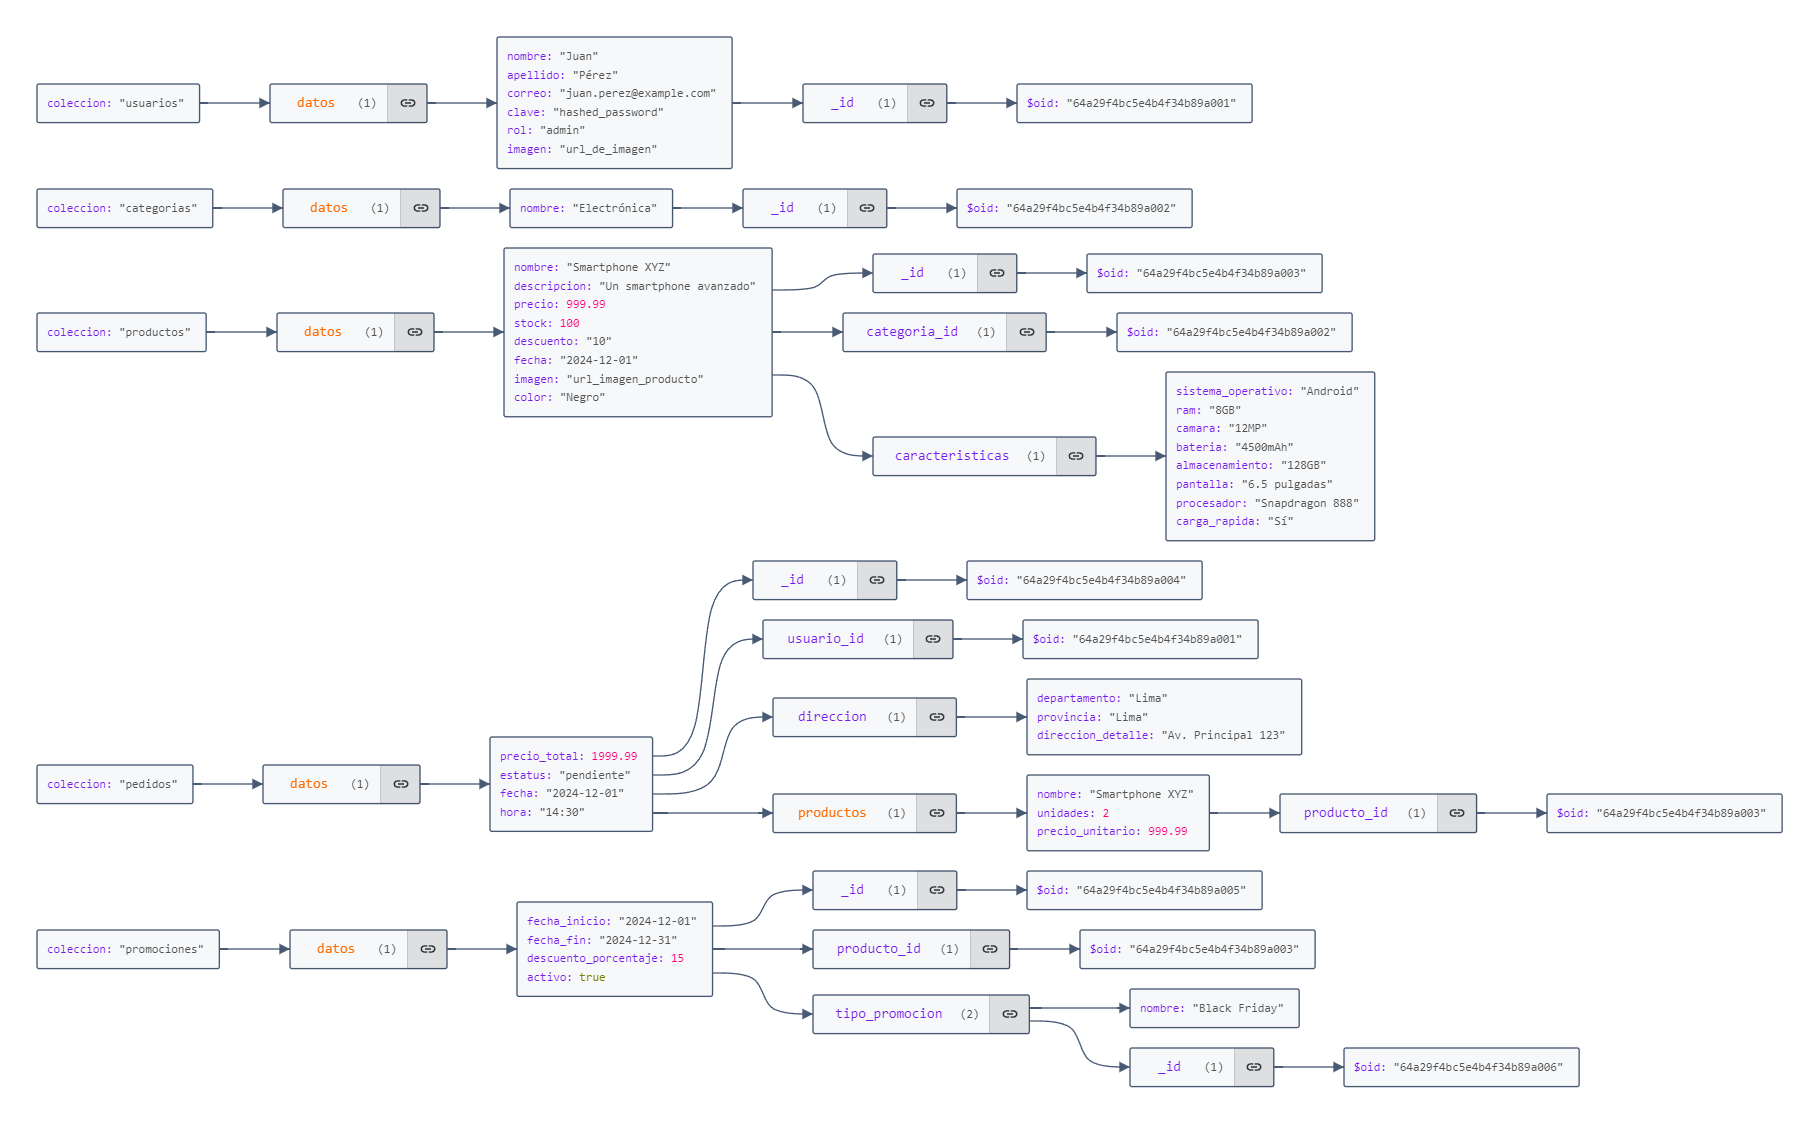 coleccion: "usuarios"
datos (1)
nombre: "Juan"
apellido: "Pérez"
correo: "juan.perez@example.com"
clave: "hashed_password"
rol: "admin"
imagen: "url_de_imagen"
_id (1)
$oid: "64a29f4bc5e4b4f34b89a001"
coleccion: "categorias"
datos (1)
nombre: "Electrónica"
_id (1)
$oid: "64a29f4bc5e4b4f34b89a002"
coleccion: "productos"
datos (1)
nombre: "Smartphone XYZ"
descripcion: "Un smartphone avanzado"
precio: 999.99
stock: 100
descuento: "10"
fecha: "2024-12-01"
imagen: "url_imagen_producto"
color: "Negro"
_id (1)
$oid: "64a29f4bc5e4b4f34b89a003"
categoria_id (1)
$oid: "64a29f4bc5e4b4f34b89a002"
caracteristicas (1)
sistema_operativo: "Android"
ram: "8GB"
camara: "12MP"
bateria: "4500mAh"
almacenamiento: "128GB"
pantalla: "6.5 pulgadas"
procesador: "Snapdragon 888"
carga_rapida: "Sí"
coleccion: "pedidos"
datos (1)
precio_total: 1999.99
estatus: "pendiente"
fecha: "2024-12-01"
hora: "14:30"
_id (1)
$oid: "64a29f4bc5e4b4f34b89a004"
usuario_id (1)
$oid: "64a29f4bc5e4b4f34b89a001"
direccion (1)
departamento: "Lima"
provincia: "Lima"
direccion_detalle: "Av. Principal 123"
productos (1)
nombre: "Smartphone XYZ"
unidades: 2
precio_unitario: 999.99
producto_id (1)
$oid: "64a29f4bc5e4b4f34b89a003"
coleccion: "promociones"
datos (1)
fecha_inicio: "2024-12-01"
fecha_fin: "2024-12-31"
descuento_porcentaje: 15
activo: true
_id (1)
$oid: "64a29f4bc5e4b4f34b89a005"
producto_id (1)
$oid: "64a29f4bc5e4b4f34b89a003"
tipo_promocion (2)
nombre: "Black Friday"
_id (1)
$oid: "64a29f4bc5e4b4f34b89a006"